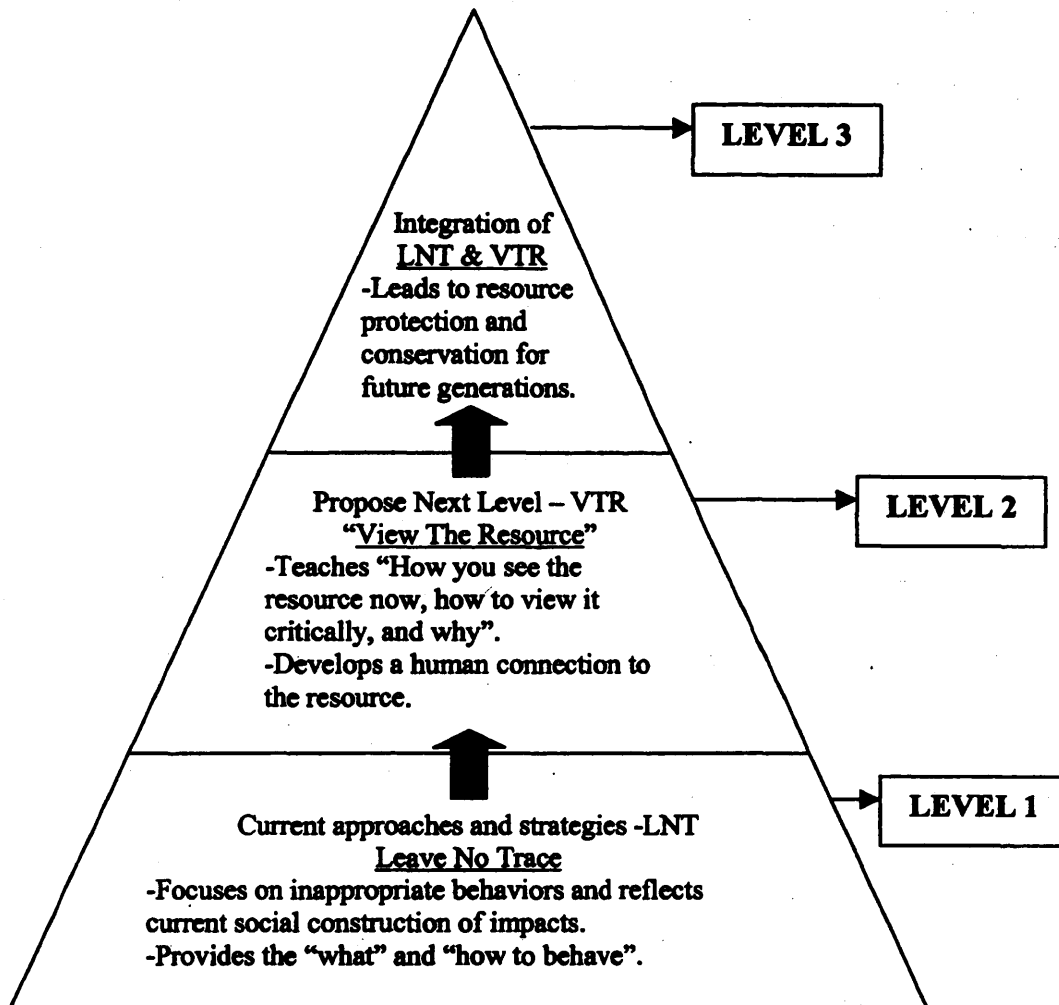 LEVEL 3
Integration of
LNT & VTR
-Leads to resource
protection and
conservation for
future generations.
Propose Next Level – VTR
“View The Resource”
-Teaches “How you see the
resource now, how to view it
critically, and why”.
-Develops a human connection to
the resource.
LEVEL 2
Current approaches and strategies -LNT
Leave No Trace
-Focuses on inappropriate behaviors and reflects
current social construction of impacts.
-Provides the “what” and “how to behave”.
LEVEL 1